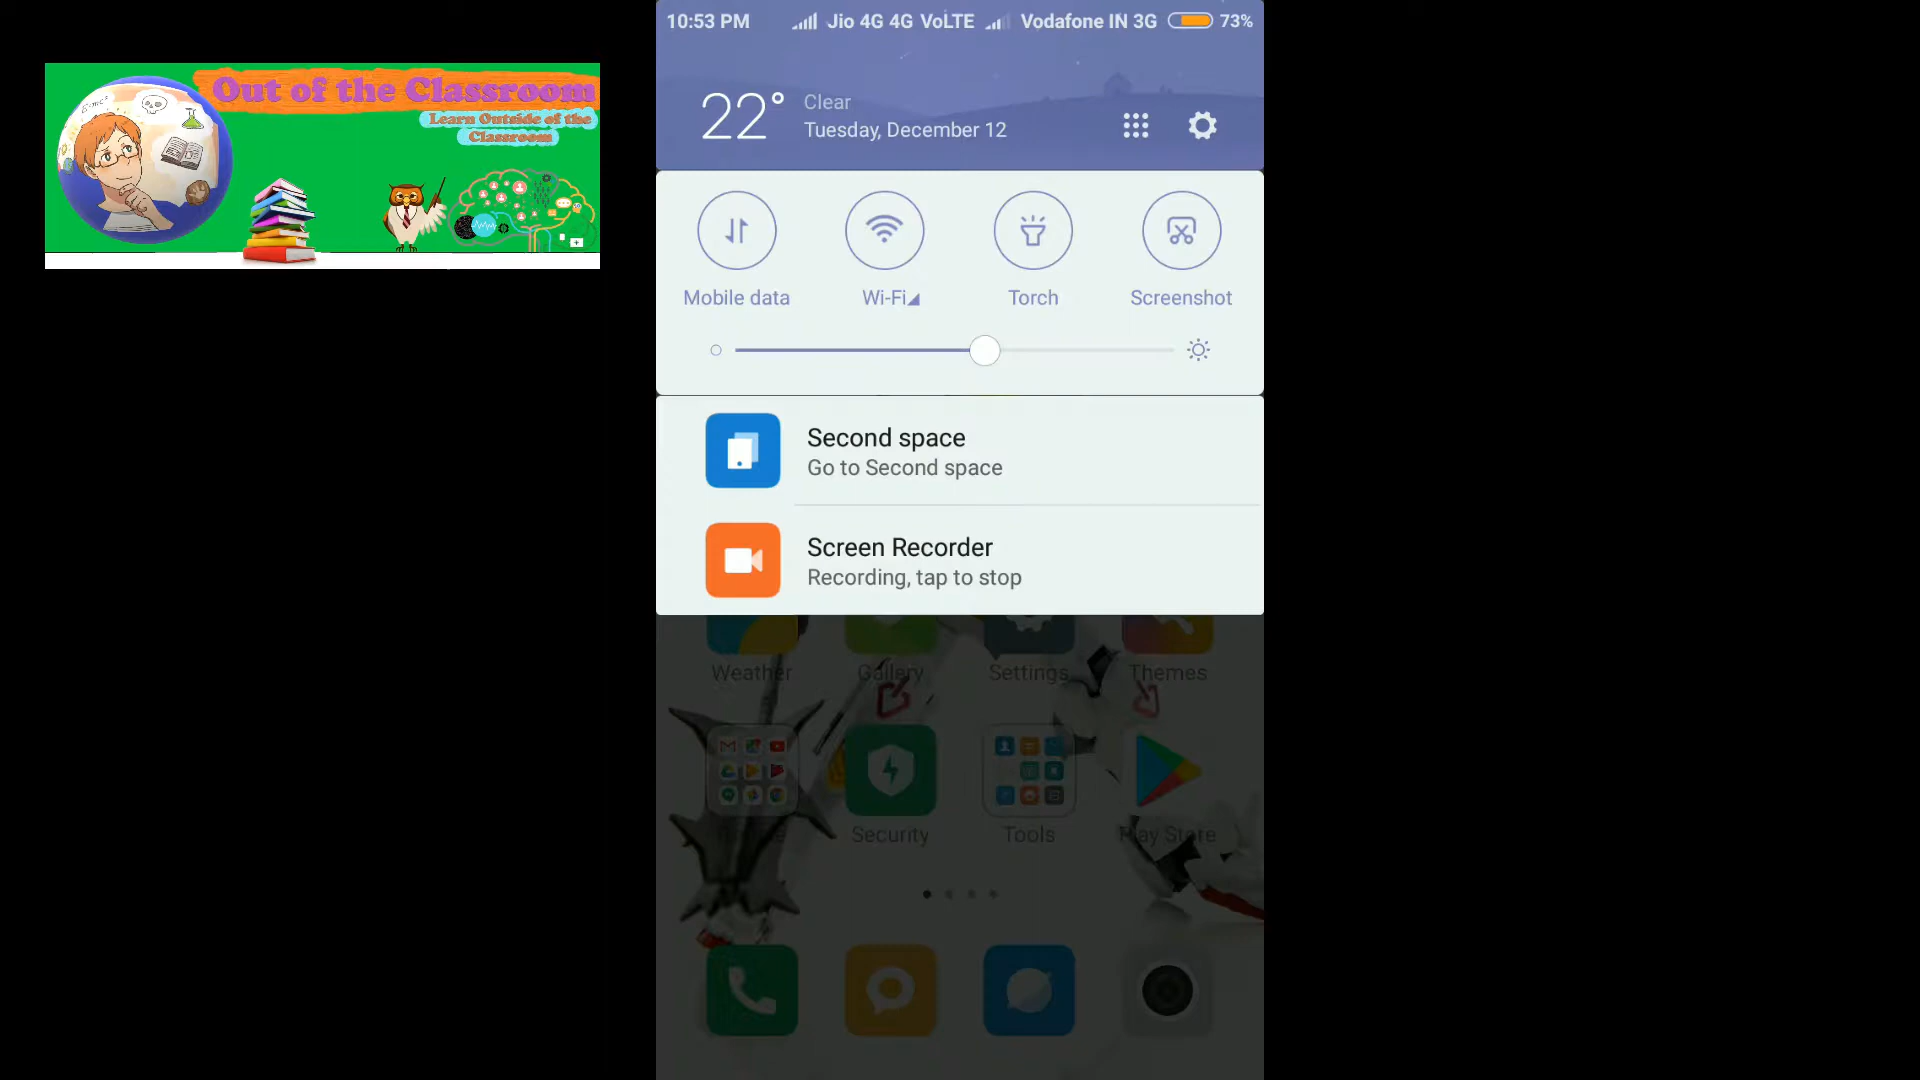 Out of the Classroom
Learn Outside of the
Classroom
10:53 PM Jio 4G 4G VoLTE Vodafone IN 3G 73%
22° Clear
Tuesday, December 12
Mobile data Wi-Fi Torch Screenshot
Second space
Go to Second space
Screen Recorder
Recording, tap to stop
Weather Gallery Settings Themes
Security Tools Play Store